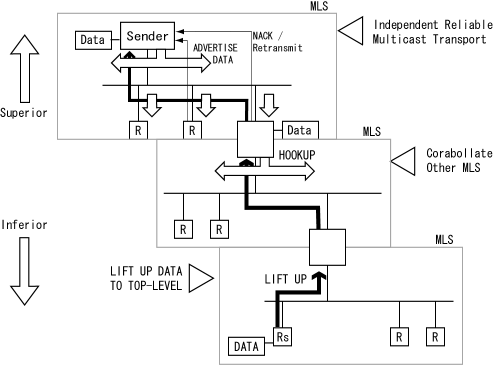 MLS
Independent Reliable
Multicast Transport
Sender
Data
NACK /
Retransmit
ADVERTISE
DATA
Superior
R
R
Data
MLS
HOOKUP
Corabollate
Other MLS
Inferior
R
R
MLS
LIFT UP DATA
TO TOP-LEVEL
LIFT UP
DATA
Rs
R
R